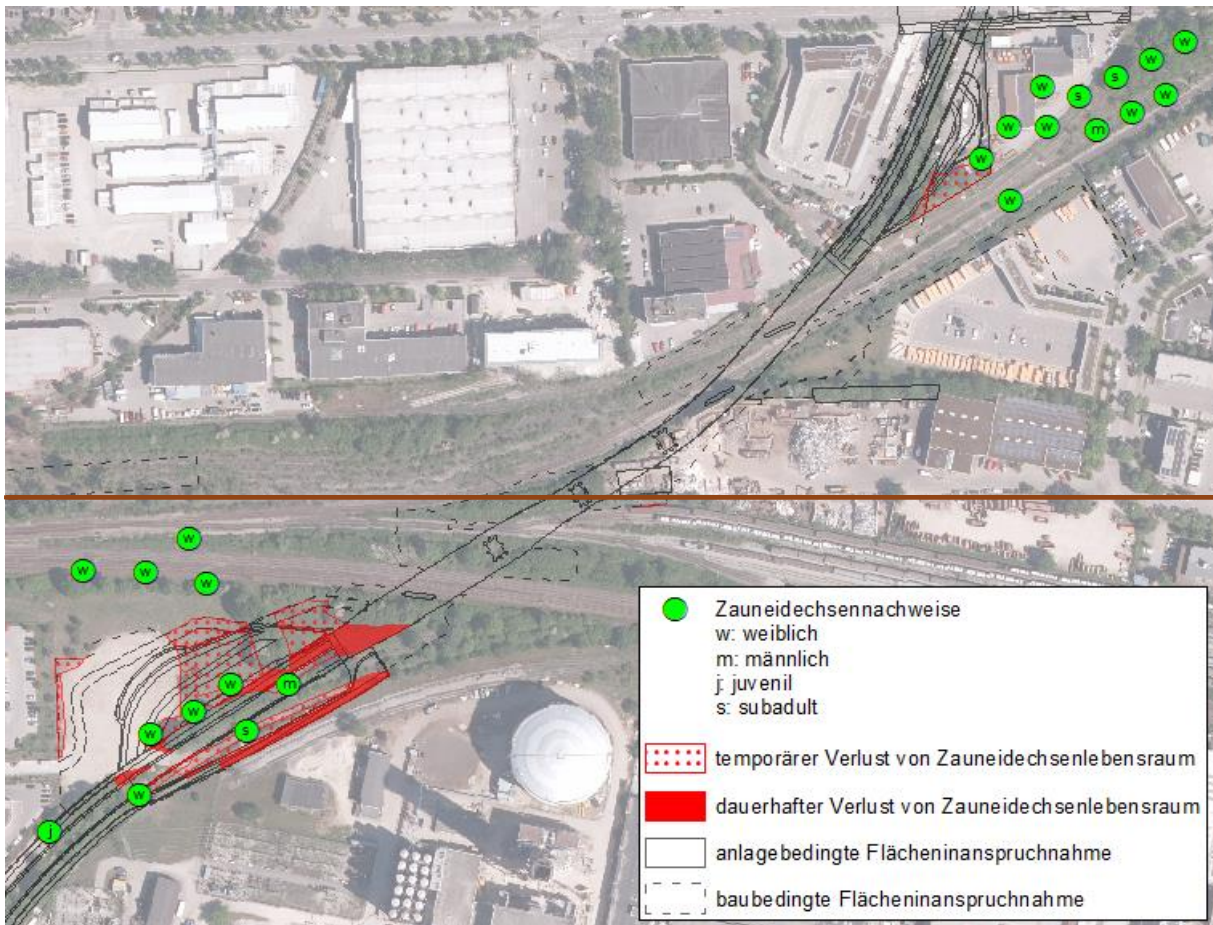 w
w
s
w
s
w
w
w
w
m
w
w
w
w
w
w
w
m
w
s
w
w
j
Zauneidechsennachweise
w: weiblich
m: männlich
j: juvenil
s: subadult
temporärer Verlust von Zauneidechsenlebensraum
dauerhafter Verlust von Zauneidechsenlebensraum
anlagebedingte Flächeninanspruchnahme
baubedingte Flächeninanspruchnahme